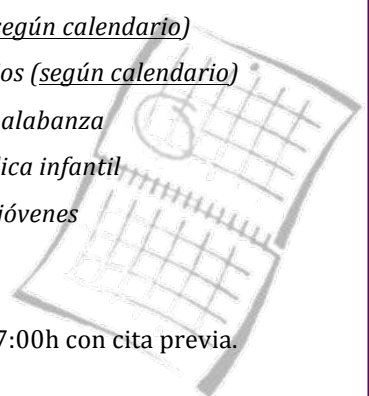 según calendario)
os (según calendario)
alabanza
ica infantil
jóvenes
7:00h con cita previa.